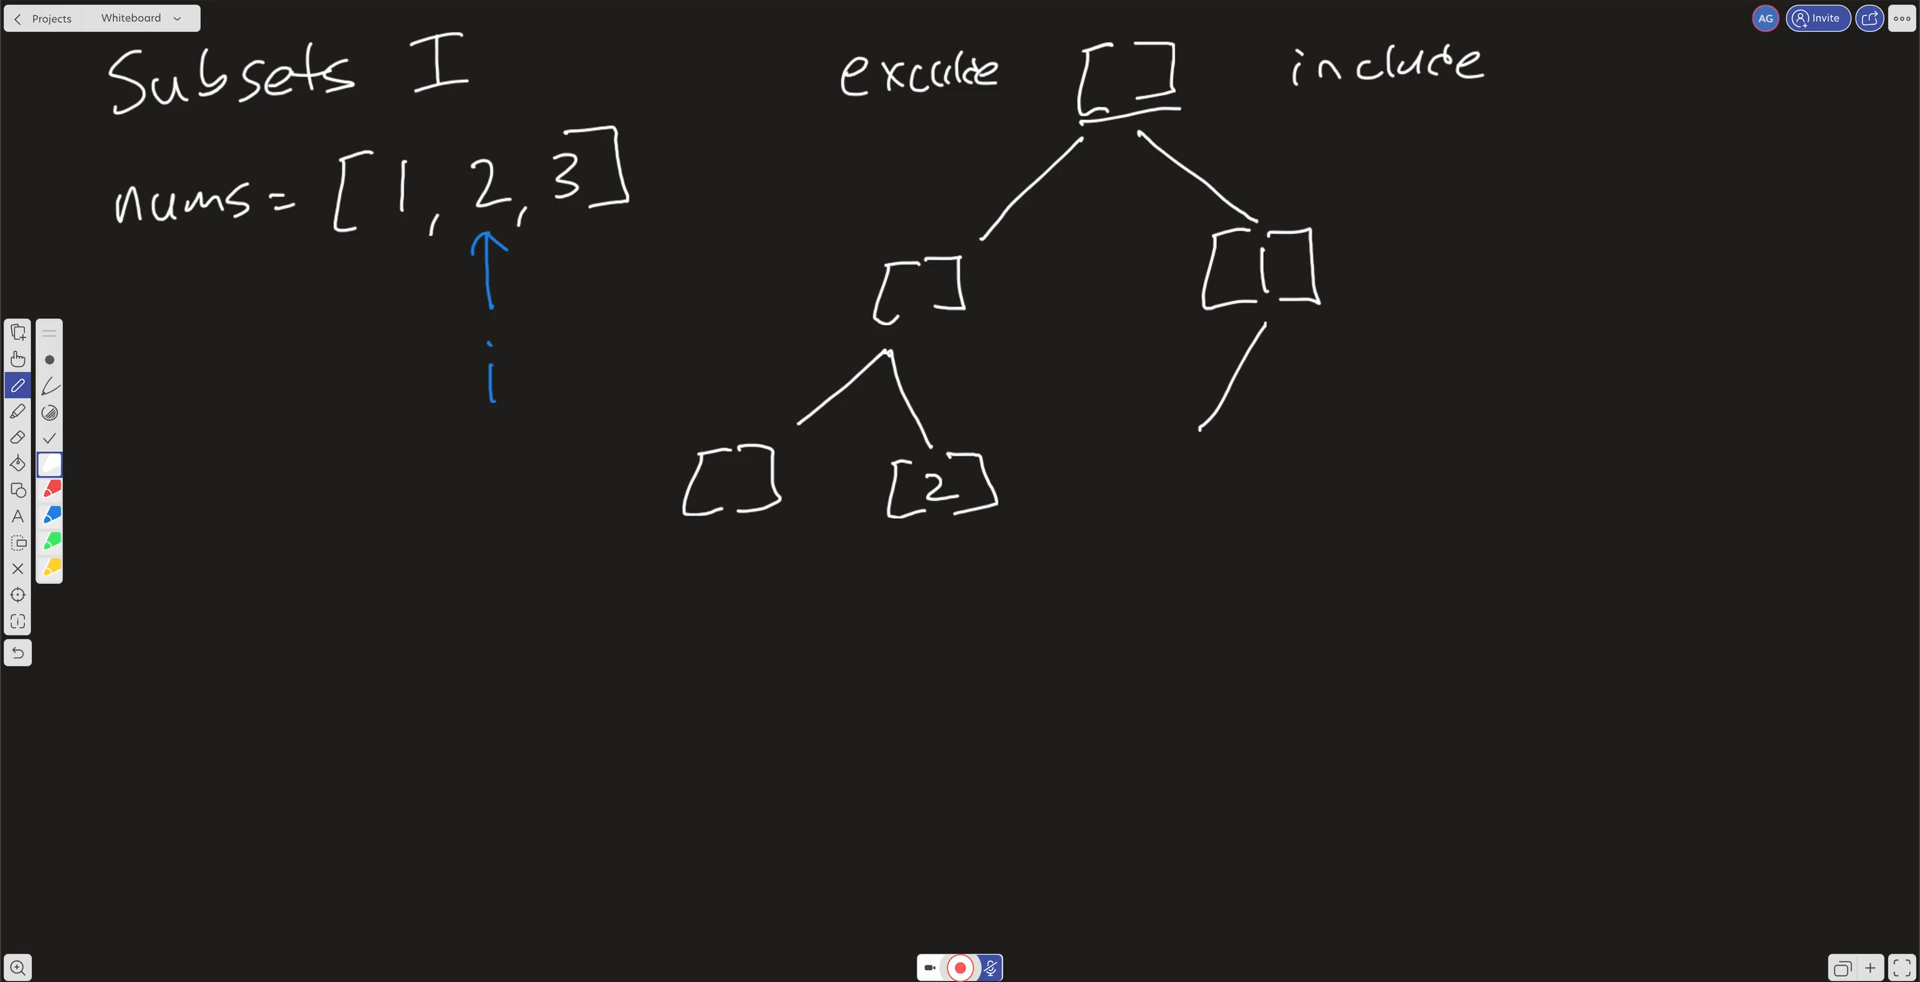 Projects Whiteboard
AG Invite
Subsets I
exclude [ ] include
nums = [ 1, 2, 3 ]
[ ] [ 1 ]
i
[ ] [ 2 ]
A